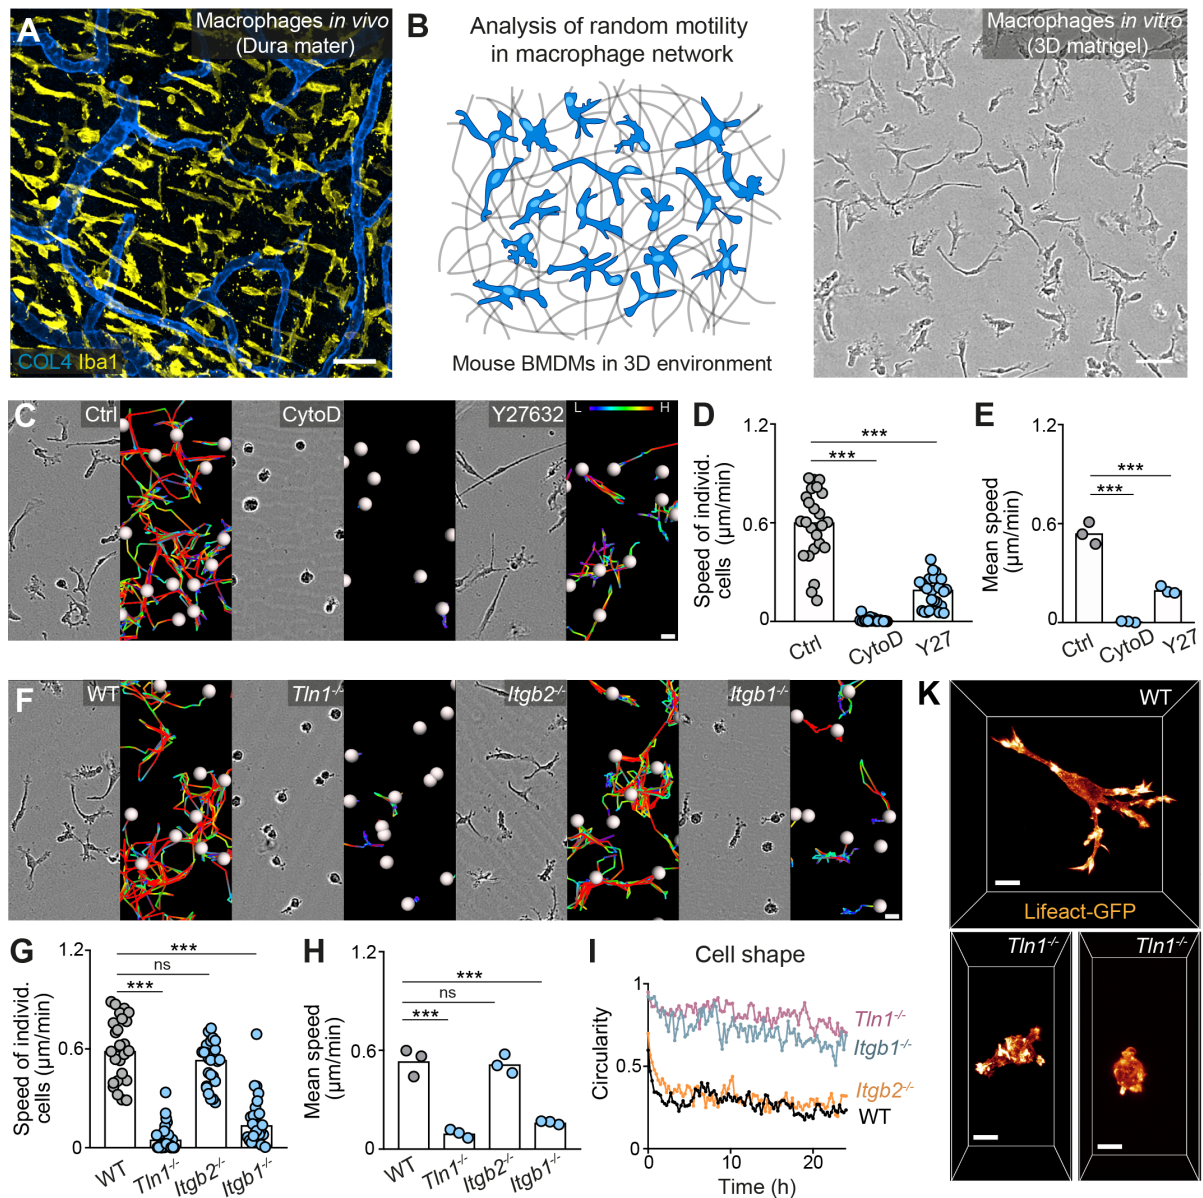 A
Macrophages in vivo
(Dura mater)
COL4 Iba1
B
Analysis of random motility
in macrophage network
Mouse BMDMs in 3D environment
Macrophages in vitro
(3D matrigel)
C
Ctrl
CytoD
Y27632
L H
D
Speed of individ.
cells (µm/min)
1.2
0.6
0
***
***
Ctrl
CytoD
Y27
E
Mean speed
(µm/min)
1.2
0.6
0
***
***
Ctrl
CytoD
Y27
F
WT
Tln1-/-
Itgb2-/-
Itgb1-/-
G
Speed of individ.
cells (µm/min)
1.2
0.6
0
***
ns
***
WT
Tln1-/-
Itgb2-/-
Itgb1-/-
H
Mean speed
(µm/min)
1.2
0.6
0
***
ns
***
WT
Tln1-/-
Itgb2-/-
Itgb1-/-
I
Cell shape
Circularity
1
0.5
0
0
10
20
Time (h)
Tln1-/-
Itgb1-/-
Itgb2-/-
WT
K
WT
Lifeact-GFP
Tln1-/-
Tln1-/-